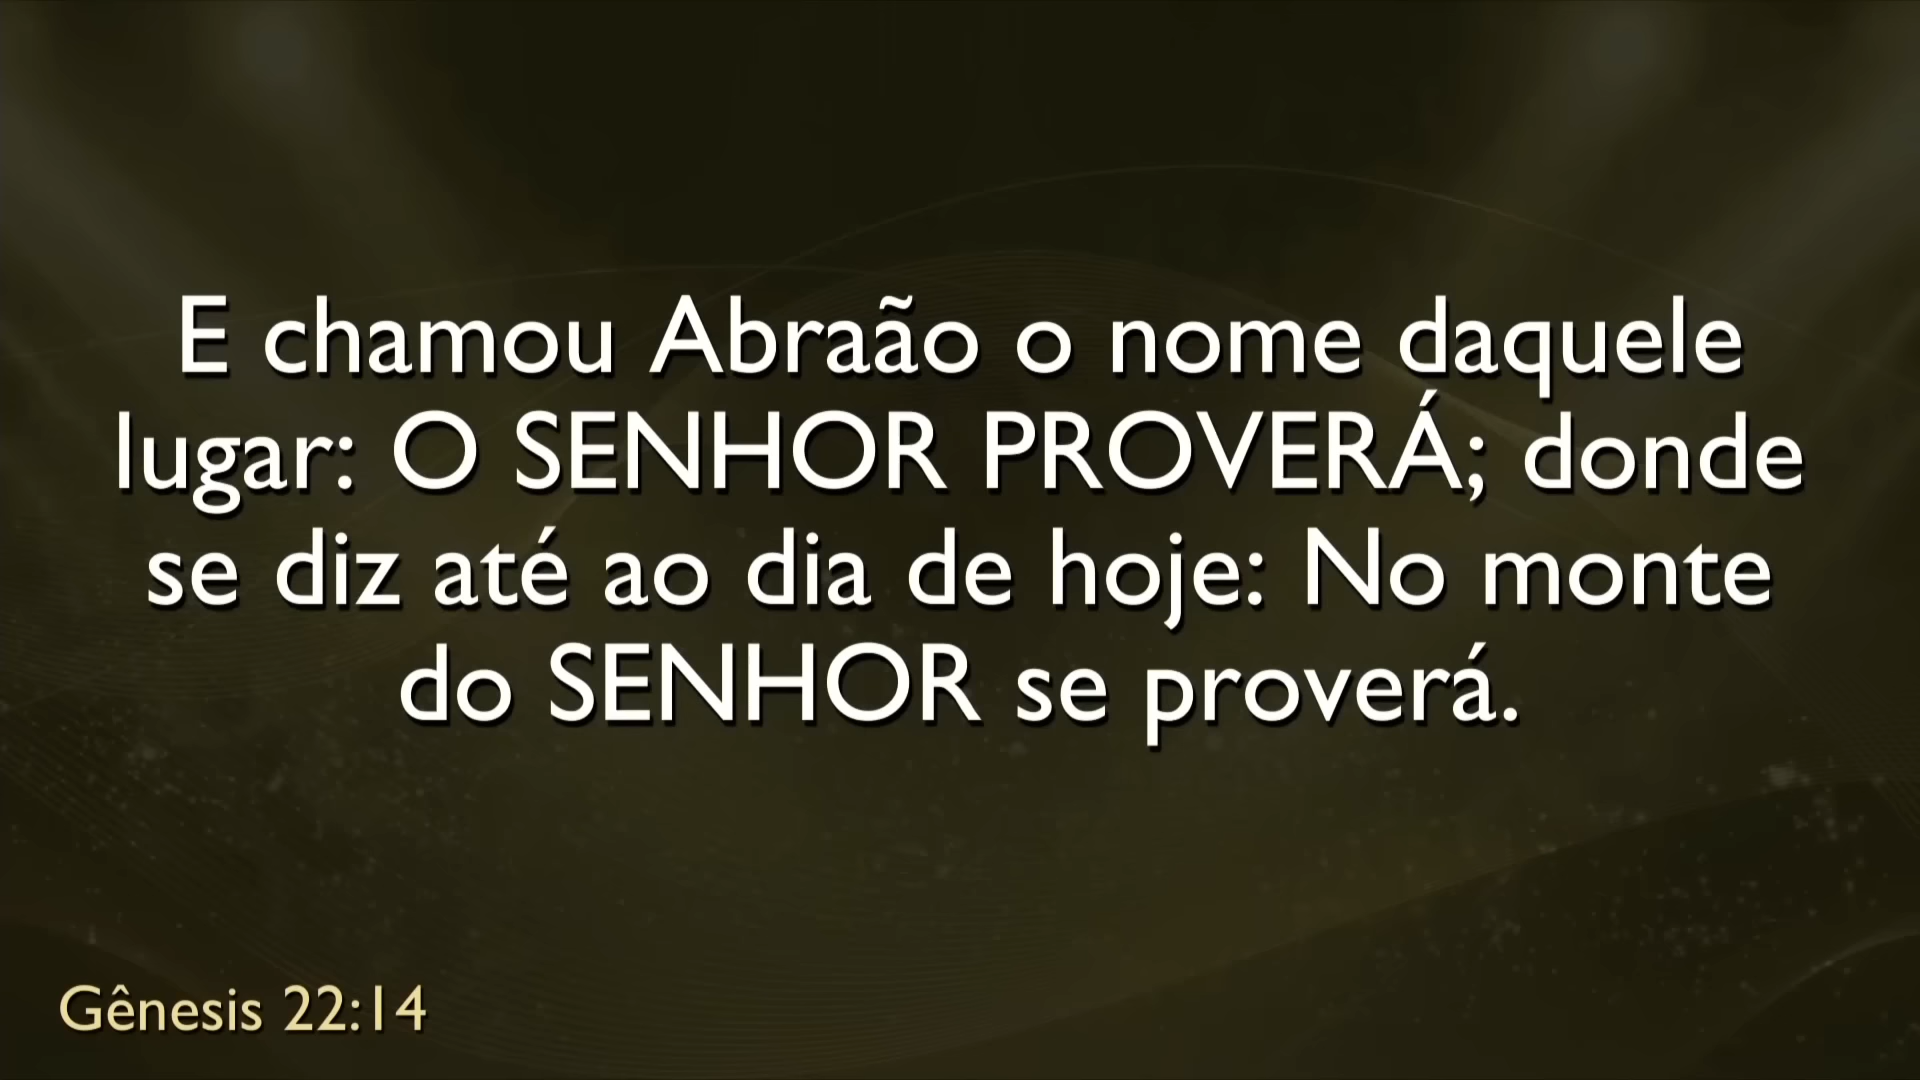 E chamou Abraão o nome daquele
lugar: O SENHOR PROVERÁ; donde
se diz até ao dia de hoje: No monte
do SENHOR se proverá.
Gênesis 22:14